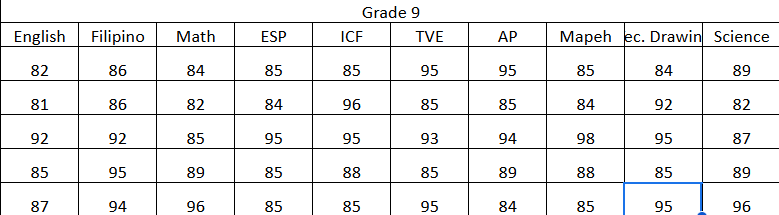 Grade 9
English Filipino Math ESP ICF TVE AP Mapeh ec. Drawin Science
82 86 84 85 85 95 95 85 84 89
81 86 82 84 96 85 85 84 92 82
92 92 85 95 95 93 94 98 95 87
85 95 89 85 88 85 89 88 85 89
87 94 96 85 85 95 84 85 95 96